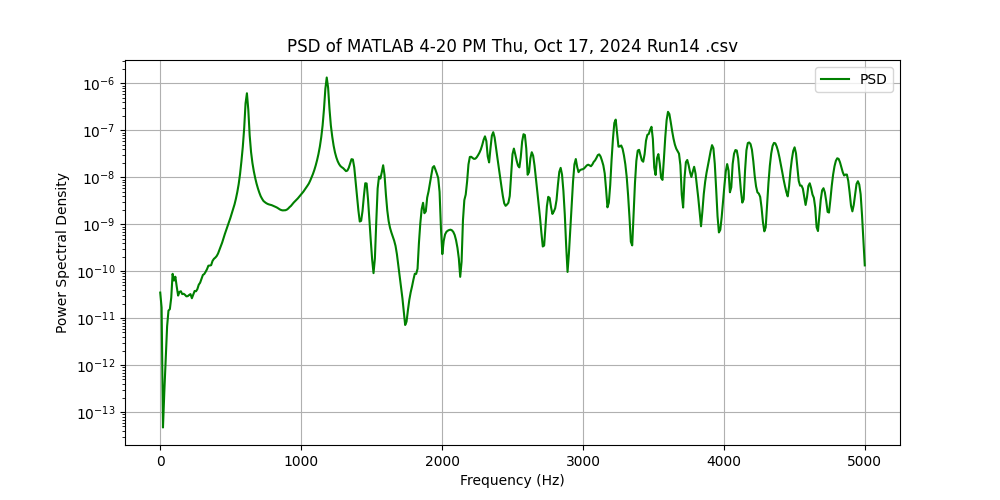 PSD of MATLAB 4-20 PM Thu, Oct 17, 2024 Run14 .csv
PSD
10⁻⁶
10⁻⁷
10⁻⁸
10⁻⁹
10⁻¹⁰
10⁻¹¹
10⁻¹²
10⁻¹³
Power Spectral Density
0 1000 2000 3000 4000 5000
Frequency (Hz)